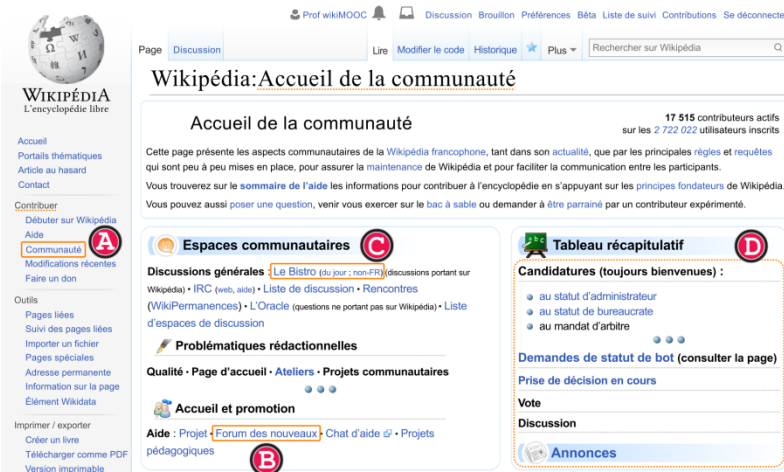 Prof wikiMOOC Discussion Brouillon Préférences Bêta Liste de suivi Contributions Se déconnecte
Page Discussion Lire Modifier le code Historique Plus Rechercher sur Wikipédia
WIKIPÉDIA
L'encyclopédie libre
Accueil
Portails thématiques
Article au hasard
Contact
Contribuer
Débuter sur Wikipédia
Aide
Communauté
A
Modifications récentes
Faire un don
Outils
Pages liées
Suivi des pages liées
Importer un fichier
Pages spéciales
Adresse permanente
Information sur la page
Élément Wikidata
Imprimer / exporter
Créer un livre
Télécharger comme PDF
Version imprimable
Wikipédia:Accueil de la communauté
Accueil de la communauté
17 515 contributeurs actifs
sur les 2 722 022 utilisateurs inscrits
Cette page présente les aspects communautaires de la Wikipédia francophone, tant dans son actualité, que par les principales règles et requêtes
qui sont peu à peu mises en place, pour assurer la maintenance de Wikipédia et pour faciliter la communication entre les participants.
Vous trouverez sur le sommaire de l'aide les informations pour contribuer à l'encyclopédie en s'appuyant sur les principes fondateurs de Wikipédia.
Vous pouvez aussi poser une question, venir vous exercer sur le bac à sable ou demander à être parrainé par un contributeur expérimenté.
Espaces communautaires
C
Discussions générales : Le Bistro (du jour ; non-FR) (discussions portant sur
Wikipédia) • IRC (web, aide) • Liste de discussion • Rencontres
(WikiPermanences) • L'Oracle (questions ne portant pas sur Wikipédia) • Liste
d'espaces de discussion
Problématiques rédactionnelles
Qualité • Page d'accueil • Ateliers • Projets communautaires
Accueil et promotion
Aide : Projet • Forum des nouveaux • Chat d'aide • Projets
pédagogiques
B
Tableau récapitulatif
D
Candidatures (toujours bienvenues) :
au statut d'administrateur
au statut de bureaucrate
au mandat d'arbitre
Demandes de statut de bot (consulter la page)
Prise de décision en cours
Vote
Discussion
Annonces